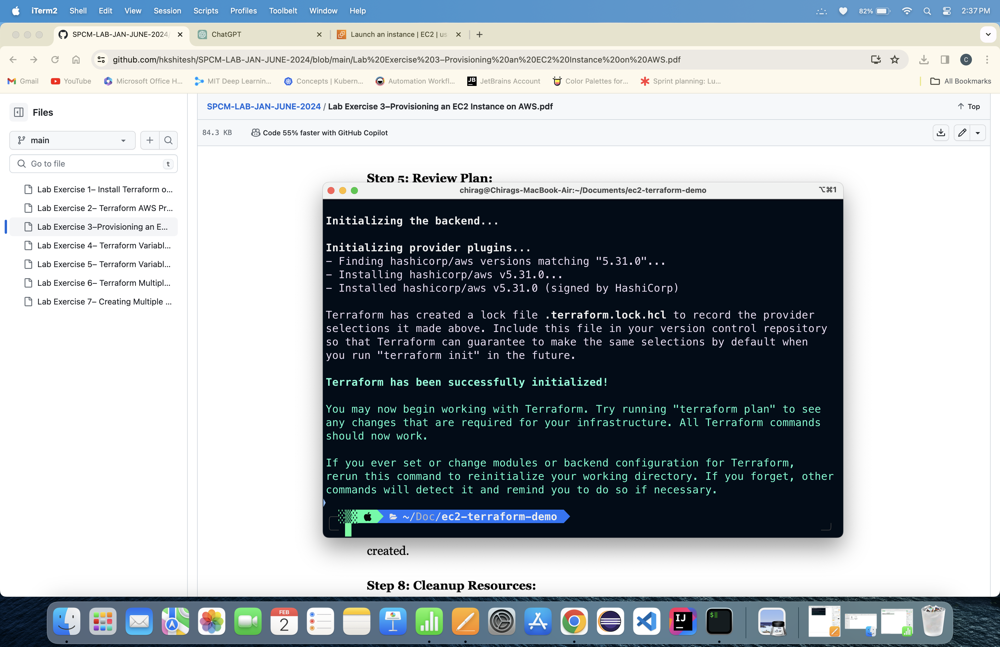 iTerm2 Shell Edit View Session Scripts Profiles Toolbelt Window Help 82% 2:37 PM
SPCM-LAB-JAN-JUNE-2024/ ChatGPT Launch an instance | EC2 | us
github.com/hkshitesh/SPCM-LAB-JAN-JUNE-2024/blob/main/Lab%20Exercise%203–Provisioning%20an%20EC2%20Instance%20on%20AWS.pdf C
Gmail YouTube Microsoft Office H... MIT Deep Learnin... Concepts | Kubern... Automation Workfl... JB JetBrains Account Color Palettes for... Sprint planning: Lu... All Bookmarks
Files
main
Go to file t
Lab Exercise 1– Install Terraform o...
Lab Exercise 2– Terraform AWS Pr...
Lab Exercise 3–Provisioning an E...
Lab Exercise 4– Terraform Variabl...
Lab Exercise 5– Terraform Variabl...
Lab Exercise 6– Terraform Multipl...
Lab Exercise 7– Creating Multiple ...
SPCM-LAB-JAN-JUNE-2024 / Lab Exercise 3–Provisioning an EC2 Instance on AWS.pdf Top
84.3 KB Code 55% faster with GitHub Copilot
Step 5: Review Plan:
chirag@Chirags-MacBook-Air:~/Documents/ec2-terraform-demo ⌥⌘1
Initializing the backend...
Initializing provider plugins...
- Finding hashicorp/aws versions matching "5.31.0"...
- Installing hashicorp/aws v5.31.0...
- Installed hashicorp/aws v5.31.0 (signed by HashiCorp)
Terraform has created a lock file .terraform.lock.hcl to record the provider
selections it made above. Include this file in your version control repository
so that Terraform can guarantee to make the same selections by default when
you run "terraform init" in the future.
Terraform has been successfully initialized!
You may now begin working with Terraform. Try running "terraform plan" to see
any changes that are required for your infrastructure. All Terraform commands
should now work.
If you ever set or change modules or backend configuration for Terraform,
rerun this command to reinitialize your working directory. If you forget, other
commands will detect it and remind you to do so if necessary.
~/Doc/ec2-terraform-demo
created.
Step 8: Cleanup Resources:
FEB
2
IJ
$